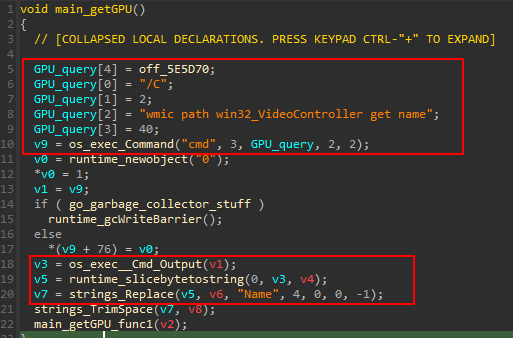 1 void main_getGPU()
2 {
3 // [COLLAPSED LOCAL DECLARATIONS. PRESS KEYPAD CTRL-"+" TO EXPAND]
4
5 GPU_query[4] = off_5E5D70;
6 GPU_query[0] = "/C";
7 GPU_query[1] = 2;
8 GPU_query[2] = "wmic path win32_VideoController get name";
9 GPU_query[3] = 40;
10 v9 = os_exec_Command("cmd", 3, GPU_query, 2, 2);
11 v0 = runtime_newobject("0");
12 *v0 = 1;
13 v1 = v9;
14 if ( go_garbage_collector_stuff )
15 runtime_gcWriteBarrier();
16 else
17 *(v9 + 76) = v0;
18 v3 = os_exec__Cmd_Output(v1);
19 v5 = runtime_slicebytetostring(0, v3, v4);
20 v7 = strings_Replace(v5, v6, "Name", 4, 0, 0, -1);
21 strings_TrimSpace(v7, v8);
22 main_getGPU_func1(v2);